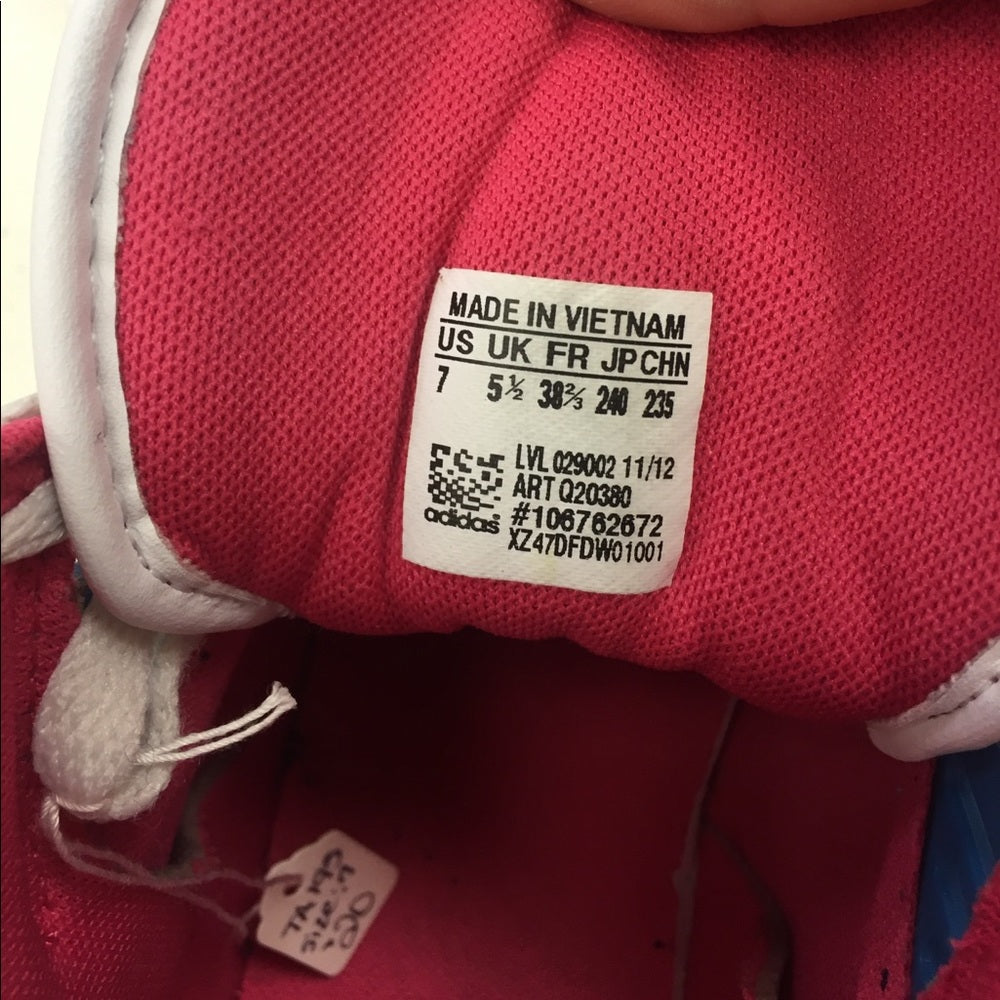 MADE IN VIETNAM
US UK FR JP CHN
7 5½ 38⅔ 240 235
LVL 029002 11/12
ART Q20380
adidas #106762672
XZ47DFDW01001
size